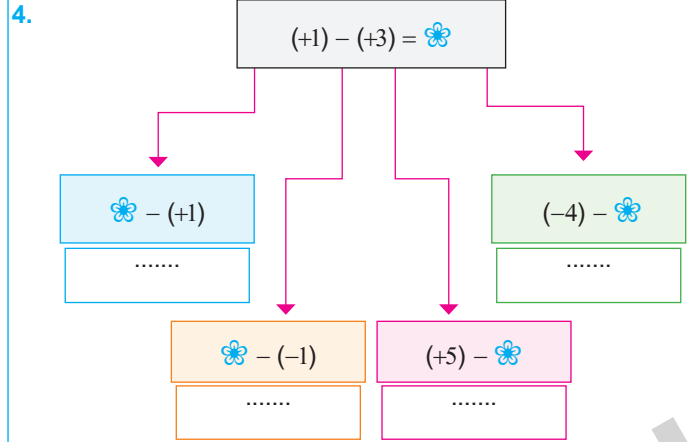 4.
(+1) − (+3) = ❀
❀ − (+1)
(−4) − ❀
.......
.......
❀ − (−1)
(+5) − ❀
.......
.......